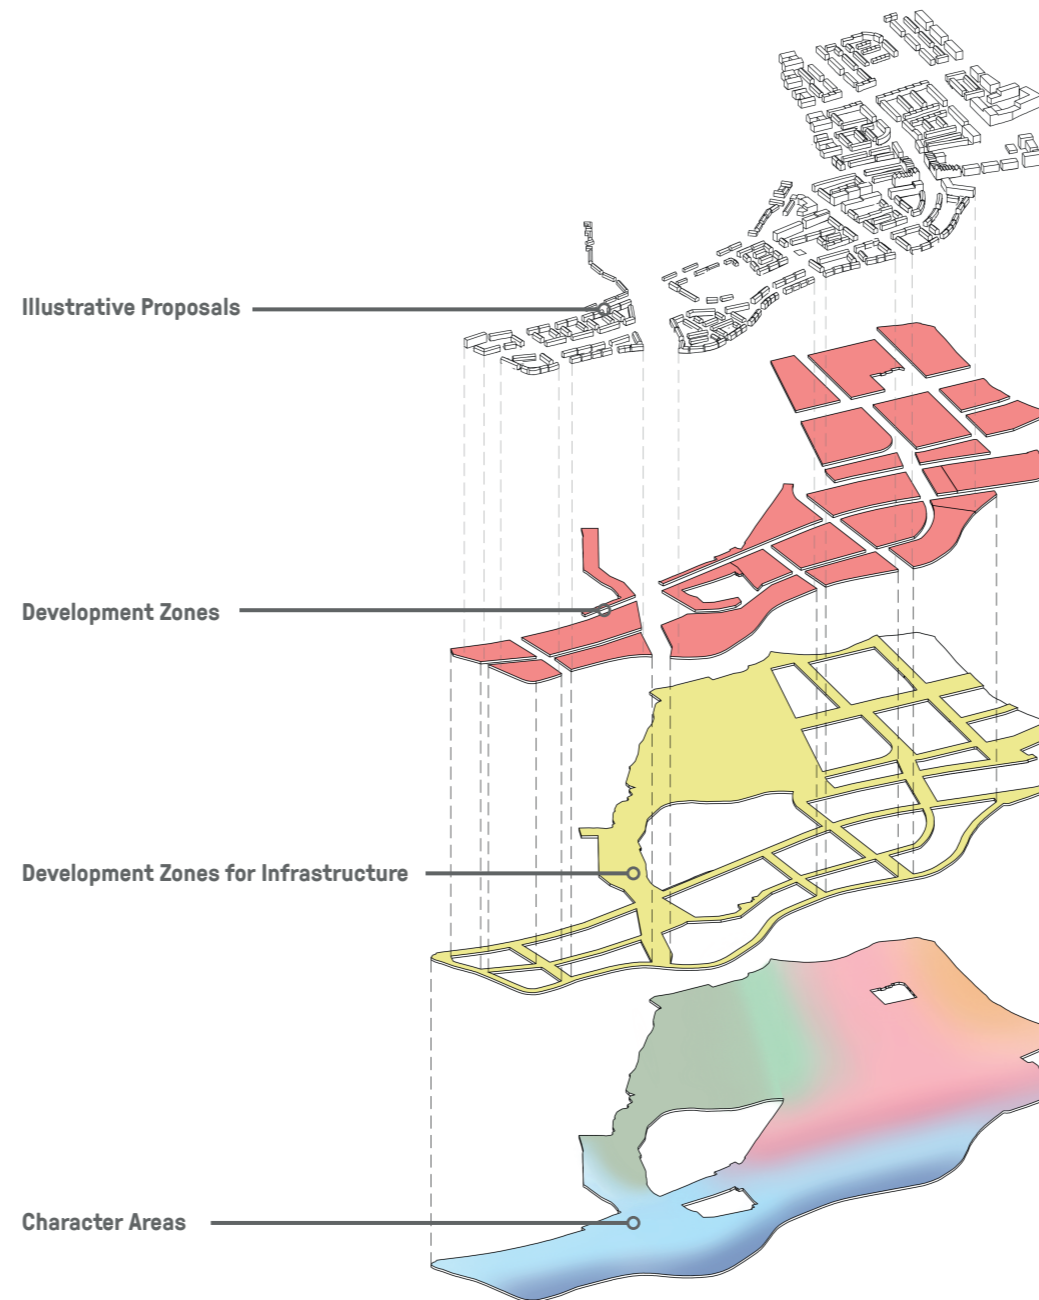 Illustrative Proposals
Development Zones
Development Zones for Infrastructure
Character Areas